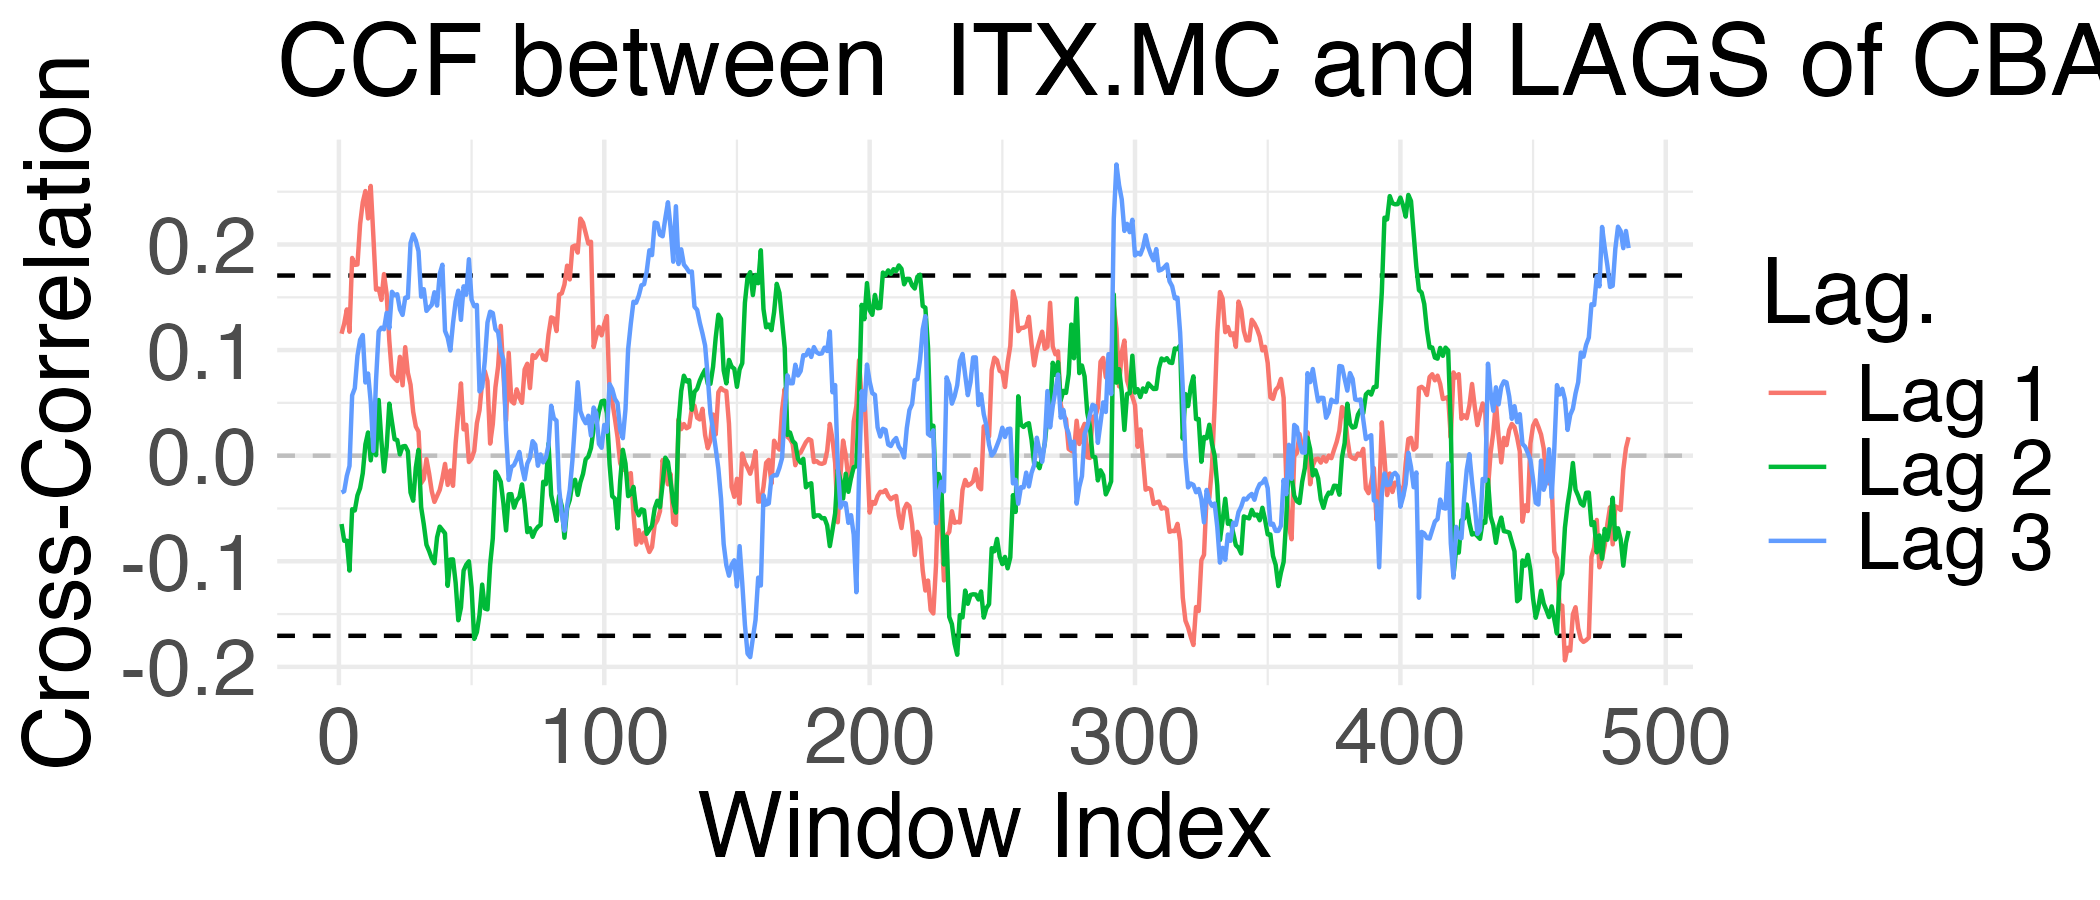 CCF between ITX.MC and LAGS of CBA
Cross-Correlation
0.2
0.1
0.0
-0.1
-0.2
0 100 200 300 400 500
Window Index
Lag.
Lag 1
Lag 2
Lag 3